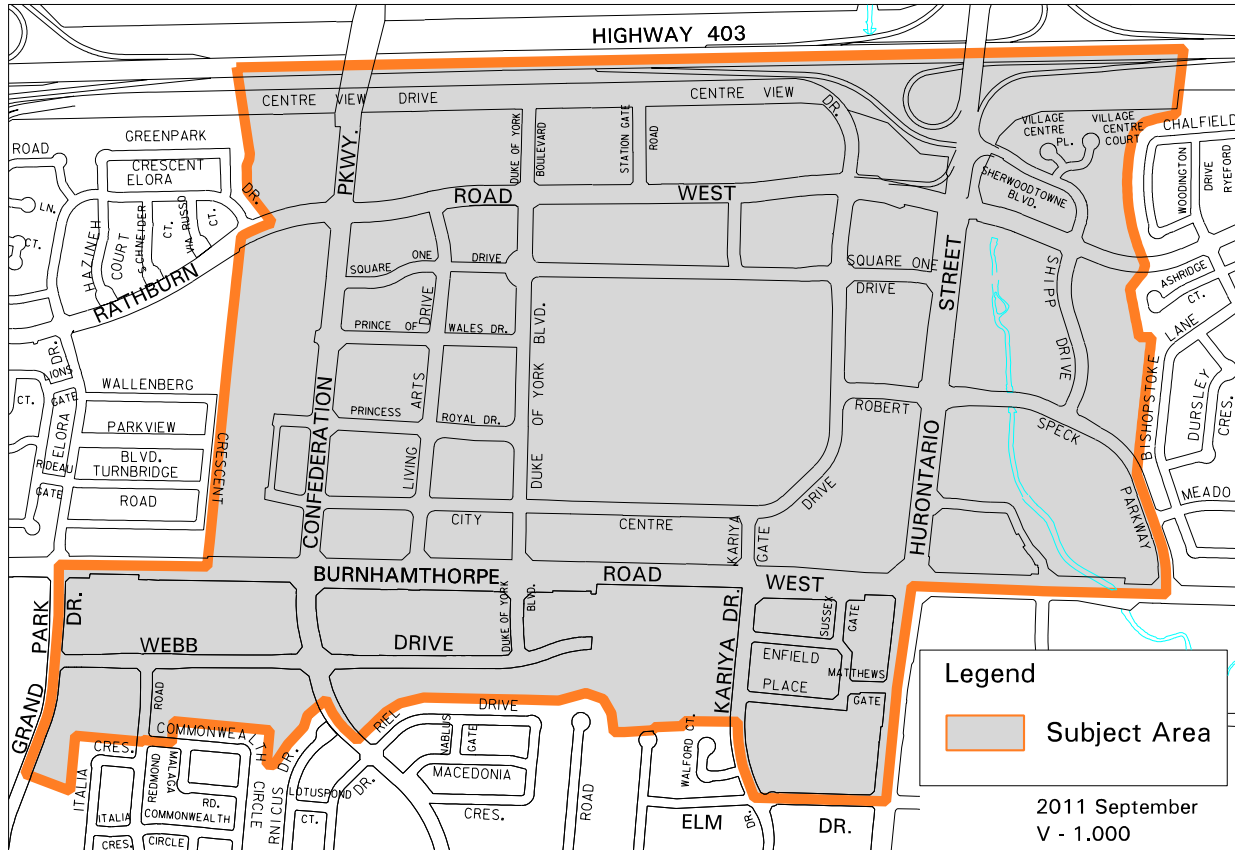 HIGHWAY 403
CENTRE VIEW DRIVE
CENTRE VIEW DR.
PKWY.
DUKE OF YORK
BOULEVARD
STATION GATE
ROAD
VILLAGE
CENTRE
PL.
VILLAGE
CENTRE
COURT
CHALFIELD
GREENPARK
ROAD
CRESCENT
ELORA
DR.
LN.
CT.
HAZINEH
COURT
SCHNEIDER
CT.
VIA RUSSO
CT.
RATHBURN
ROAD WEST
SHERWOODTOWNE
BLVD.
WOODINGTON
DRIVE
RYEFORD
SQUARE ONE DRIVE
SQUARE ONE
DRIVE
STREET
SHIPP
DRIVE
ASHRIDGE
CT.
LANE
PRINCE OF WALES DR.
DRIVE
DUKE OF YORK BLVD.
DR.
LIONS
GATE
CT.
WALLENBERG
PARKVIEW
BLVD.
TURNBRIDGE
ROAD
ELORA
RIDEAU
GATE
CRESCENT
CONFEDERATION
PRINCESS ROYAL DR.
LIVING
ARTS
ROBERT
SPECK
PARKWAY
HURONTARIO
BISHOPSTOKE
DURSLEY
CRES.
MEADO
CITY CENTRE
DRIVE
KARIYA
GATE
BURNHAMTHORPE ROAD WEST
GRAND PARK
DR.
WEBB DRIVE
DUKE OF YORK
BLVD.
KARIYA DR.
SUSSEX
GATE
ENFIELD
PLACE
MATTHEWS
GATE
ROAD
COMMONWEALTH
CRES.
ITALIA
REDMOND
MALAGA
RD.
COMMONWEALTH
CIRCLE
ITALIA
CRES.
CIRCLE
DR.
LOTUSPOND
CT.
RIEL DRIVE
NABLUS
GATE
MACEDONIA
CRES.
DR.
ROAD
WALFORD CT.
ELM DR.
DR.
Legend
Subject Area
2011 September
V - 1.000